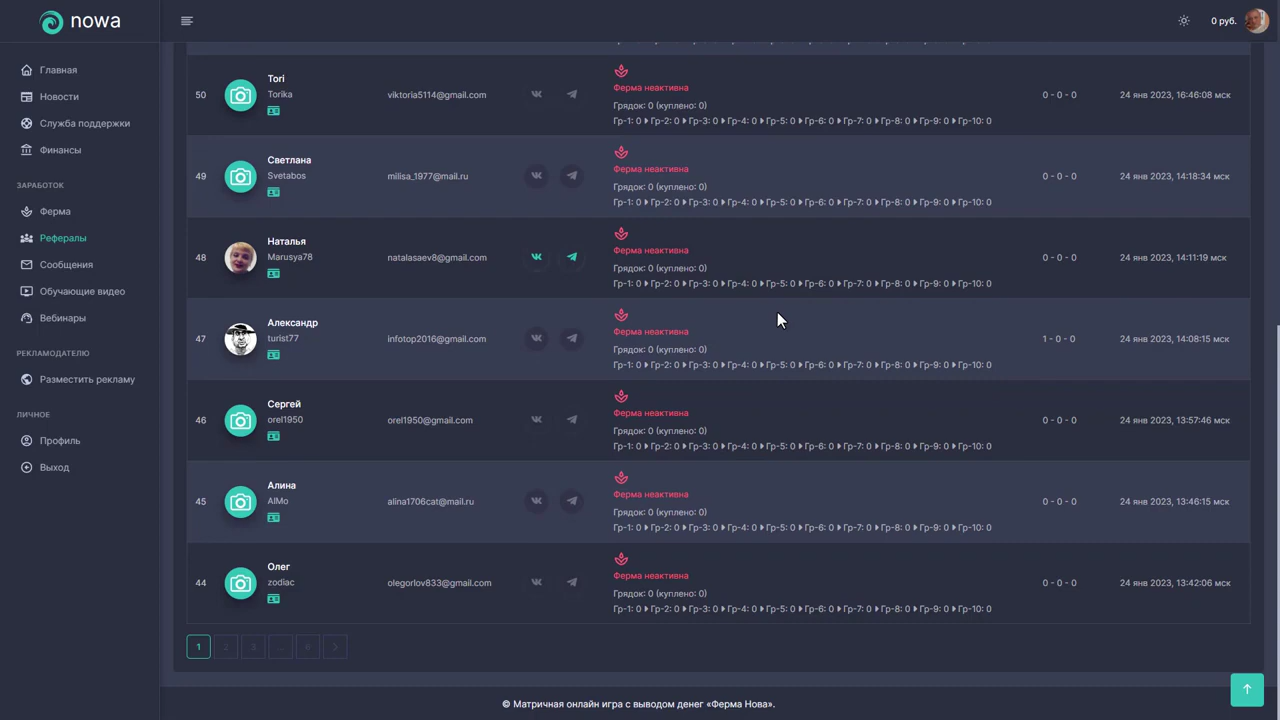 nowa
0 руб.
Главная
Новости
Служба поддержки
Финансы
ЗАРАБОТОК
Ферма
Рефералы
Сообщения
Обучающие видео
Вебинары
РЕКЛАМОДАТЕЛЮ
Разместить рекламу
ЛИЧНОЕ
Профиль
Выход
50
Tori
Torika
viktoria5114@gmail.com
Ферма неактивна
Грядок: 0 (куплено: 0)
Гр-1: 0 Гр-2: 0 Гр-3: 0 Гр-4: 0 Гр-5: 0 Гр-6: 0 Гр-7: 0 Гр-8: 0 Гр-9: 0 Гр-10: 0
0 - 0 - 0
24 янв 2023, 16:46:08 мск
49
Светлана
Svetabos
milisa_1977@mail.ru
Ферма неактивна
Грядок: 0 (куплено: 0)
Гр-1: 0 Гр-2: 0 Гр-3: 0 Гр-4: 0 Гр-5: 0 Гр-6: 0 Гр-7: 0 Гр-8: 0 Гр-9: 0 Гр-10: 0
0 - 0 - 0
24 янв 2023, 14:18:34 мск
48
Наталья
Marusya78
natalasaev8@gmail.com
Ферма неактивна
Грядок: 0 (куплено: 0)
Гр-1: 0 Гр-2: 0 Гр-3: 0 Гр-4: 0 Гр-5: 0 Гр-6: 0 Гр-7: 0 Гр-8: 0 Гр-9: 0 Гр-10: 0
0 - 0 - 0
24 янв 2023, 14:11:19 мск
47
Александр
turist77
infotop2016@gmail.com
Ферма неактивна
Грядок: 0 (куплено: 0)
Гр-1: 0 Гр-2: 0 Гр-3: 0 Гр-4: 0 Гр-5: 0 Гр-6: 0 Гр-7: 0 Гр-8: 0 Гр-9: 0 Гр-10: 0
1 - 0 - 0
24 янв 2023, 14:08:15 мск
46
Сергей
orel1950
orel1950@gmail.com
Ферма неактивна
Грядок: 0 (куплено: 0)
Гр-1: 0 Гр-2: 0 Гр-3: 0 Гр-4: 0 Гр-5: 0 Гр-6: 0 Гр-7: 0 Гр-8: 0 Гр-9: 0 Гр-10: 0
0 - 0 - 0
24 янв 2023, 13:57:46 мск
45
Алина
AlMo
alina1706cat@mail.ru
Ферма неактивна
Грядок: 0 (куплено: 0)
Гр-1: 0 Гр-2: 0 Гр-3: 0 Гр-4: 0 Гр-5: 0 Гр-6: 0 Гр-7: 0 Гр-8: 0 Гр-9: 0 Гр-10: 0
0 - 0 - 0
24 янв 2023, 13:46:15 мск
44
Олег
zodiac
olegorlov833@gmail.com
Ферма неактивна
Грядок: 0 (куплено: 0)
Гр-1: 0 Гр-2: 0 Гр-3: 0 Гр-4: 0 Гр-5: 0 Гр-6: 0 Гр-7: 0 Гр-8: 0 Гр-9: 0 Гр-10: 0
0 - 0 - 0
24 янв 2023, 13:42:06 мск
1 2 3 ...
© Матричная онлайн игра с выводом денег «Ферма Нова».